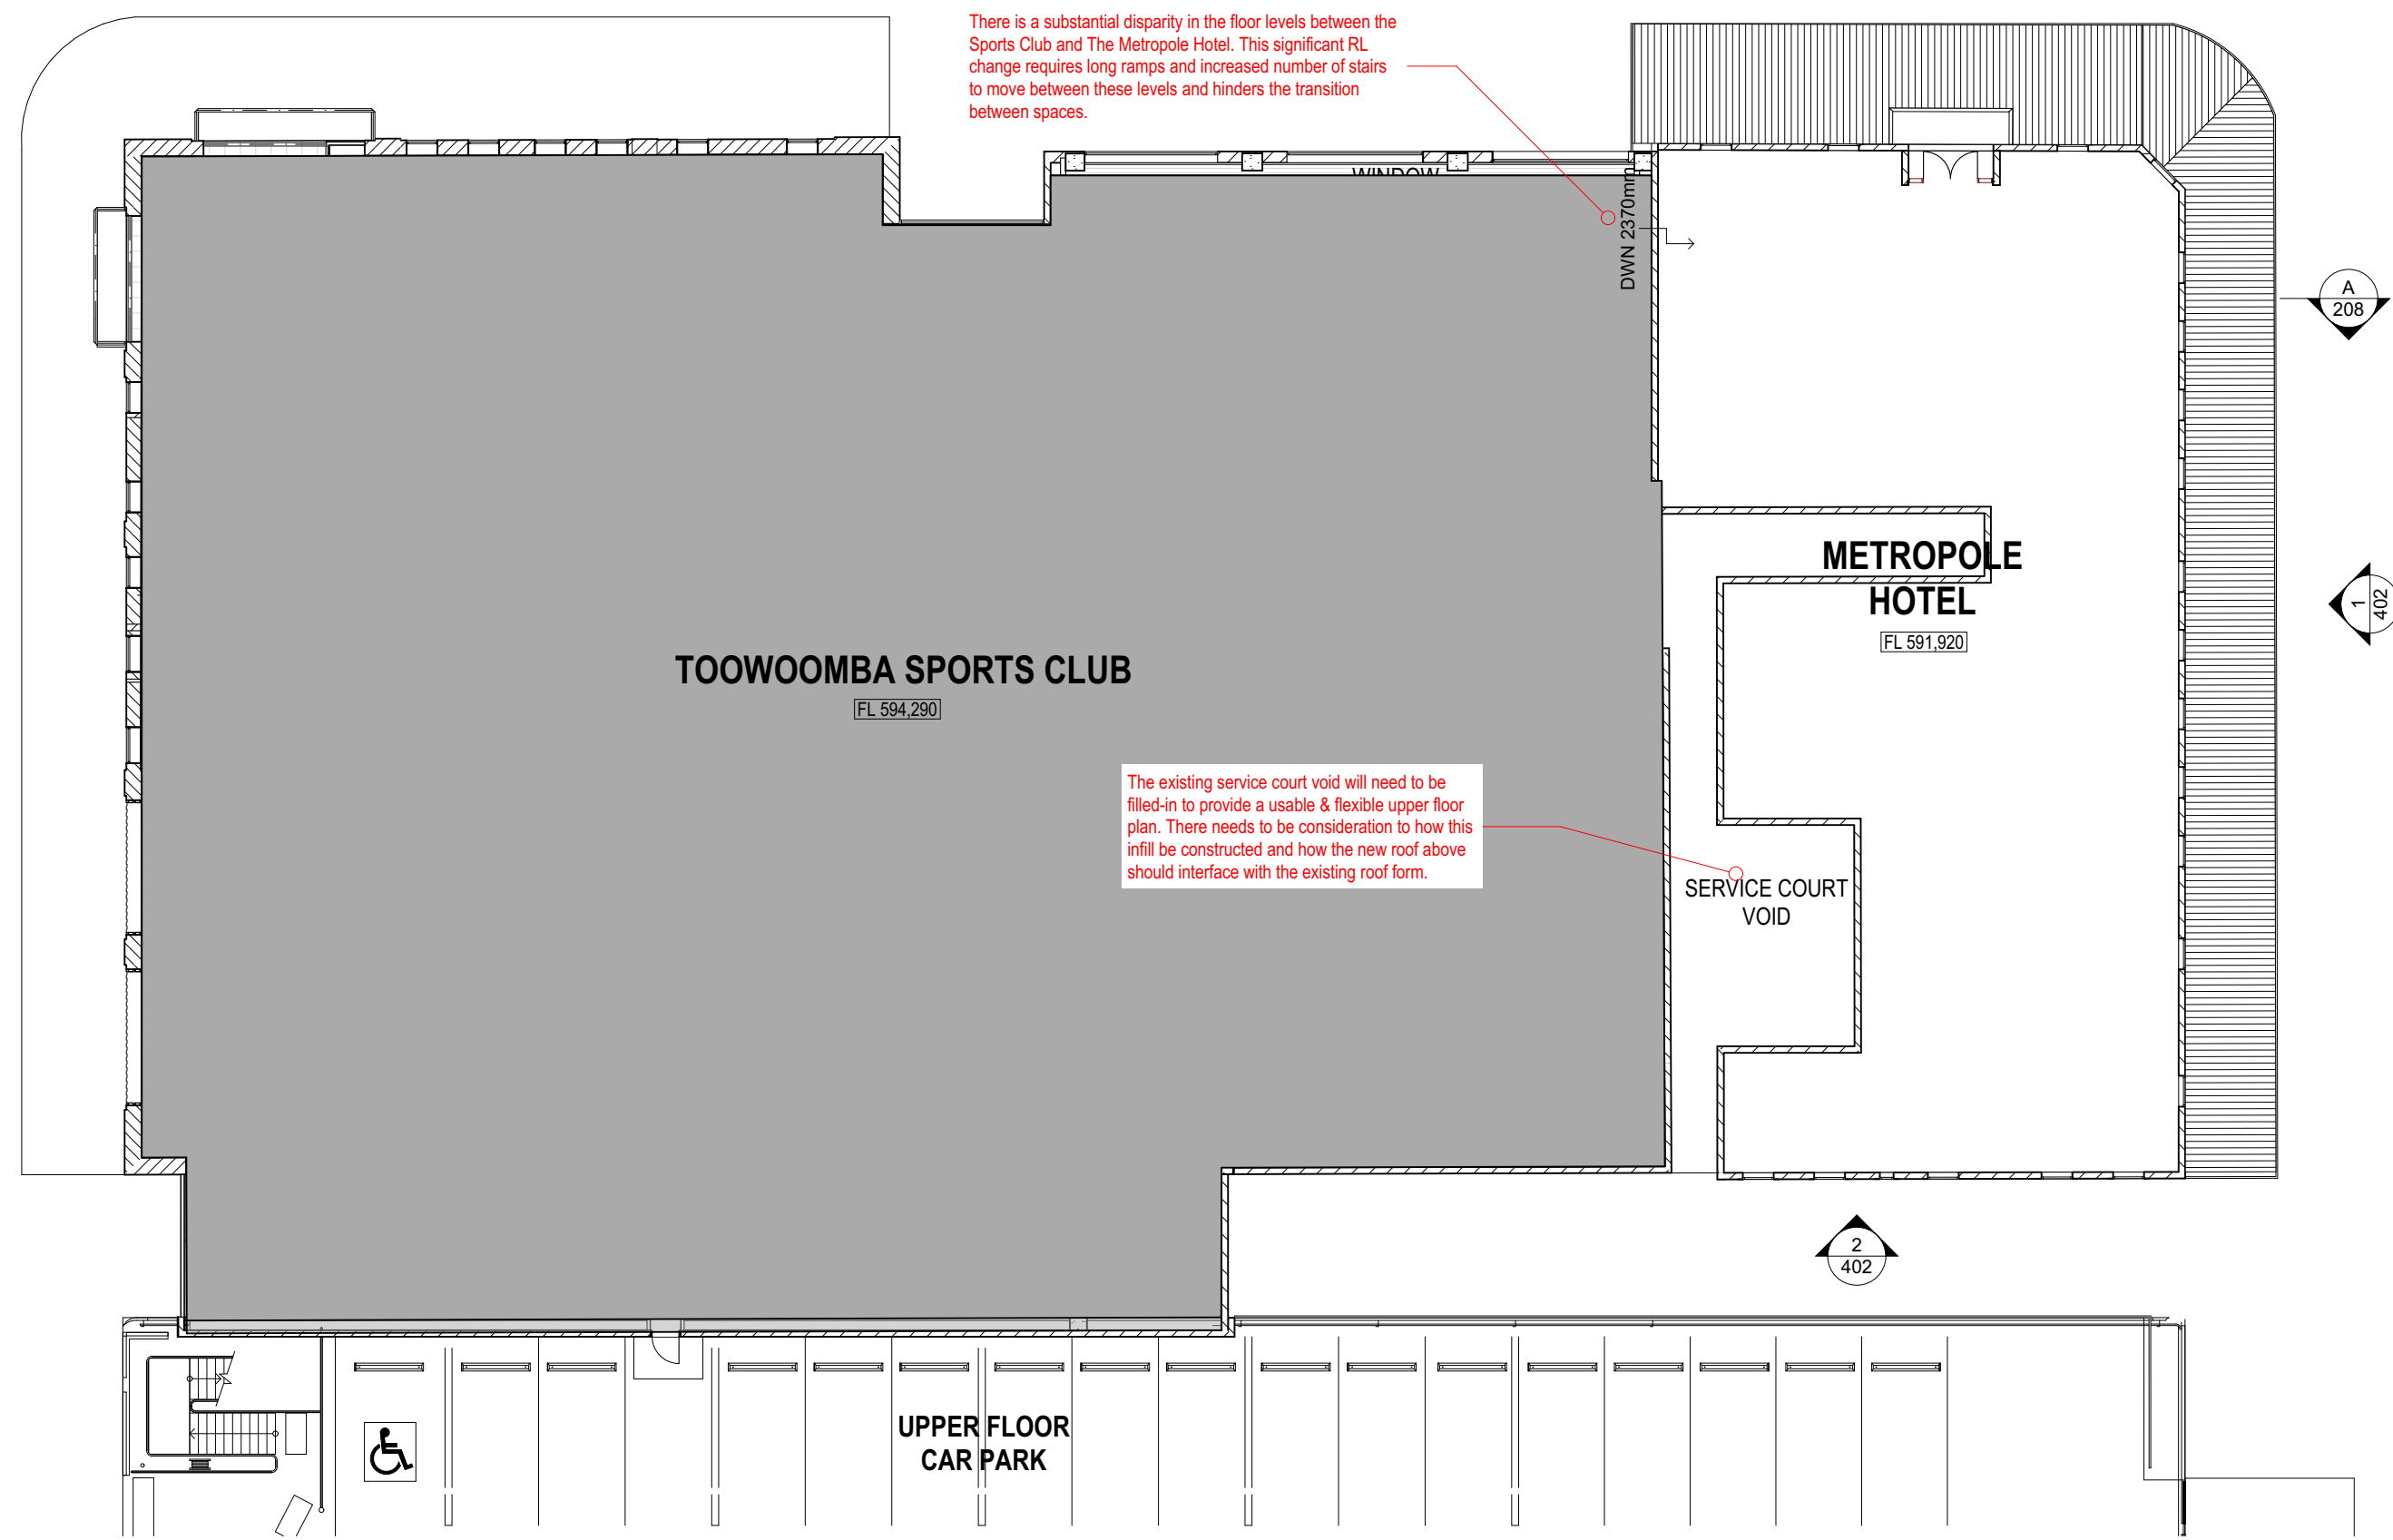 There is a substantial disparity in the floor levels between the
Sports Club and The Metropole Hotel. This significant RL
change requires long ramps and increased number of stairs
to move between these levels and hinders the transition
between spaces.
WINDOW
DWN 2370mm
A
208
METROPOLE
HOTEL
FL 591,920
1
402
TOOWOOMBA SPORTS CLUB
FL 594,290
The existing service court void will need to be
filled-in to provide a usable & flexible upper floor
plan. There needs to be consideration to how this
infill be constructed and how the new roof above
should interface with the existing roof form.
SERVICE COURT
VOID
2
402
UPPER FLOOR
CAR PARK